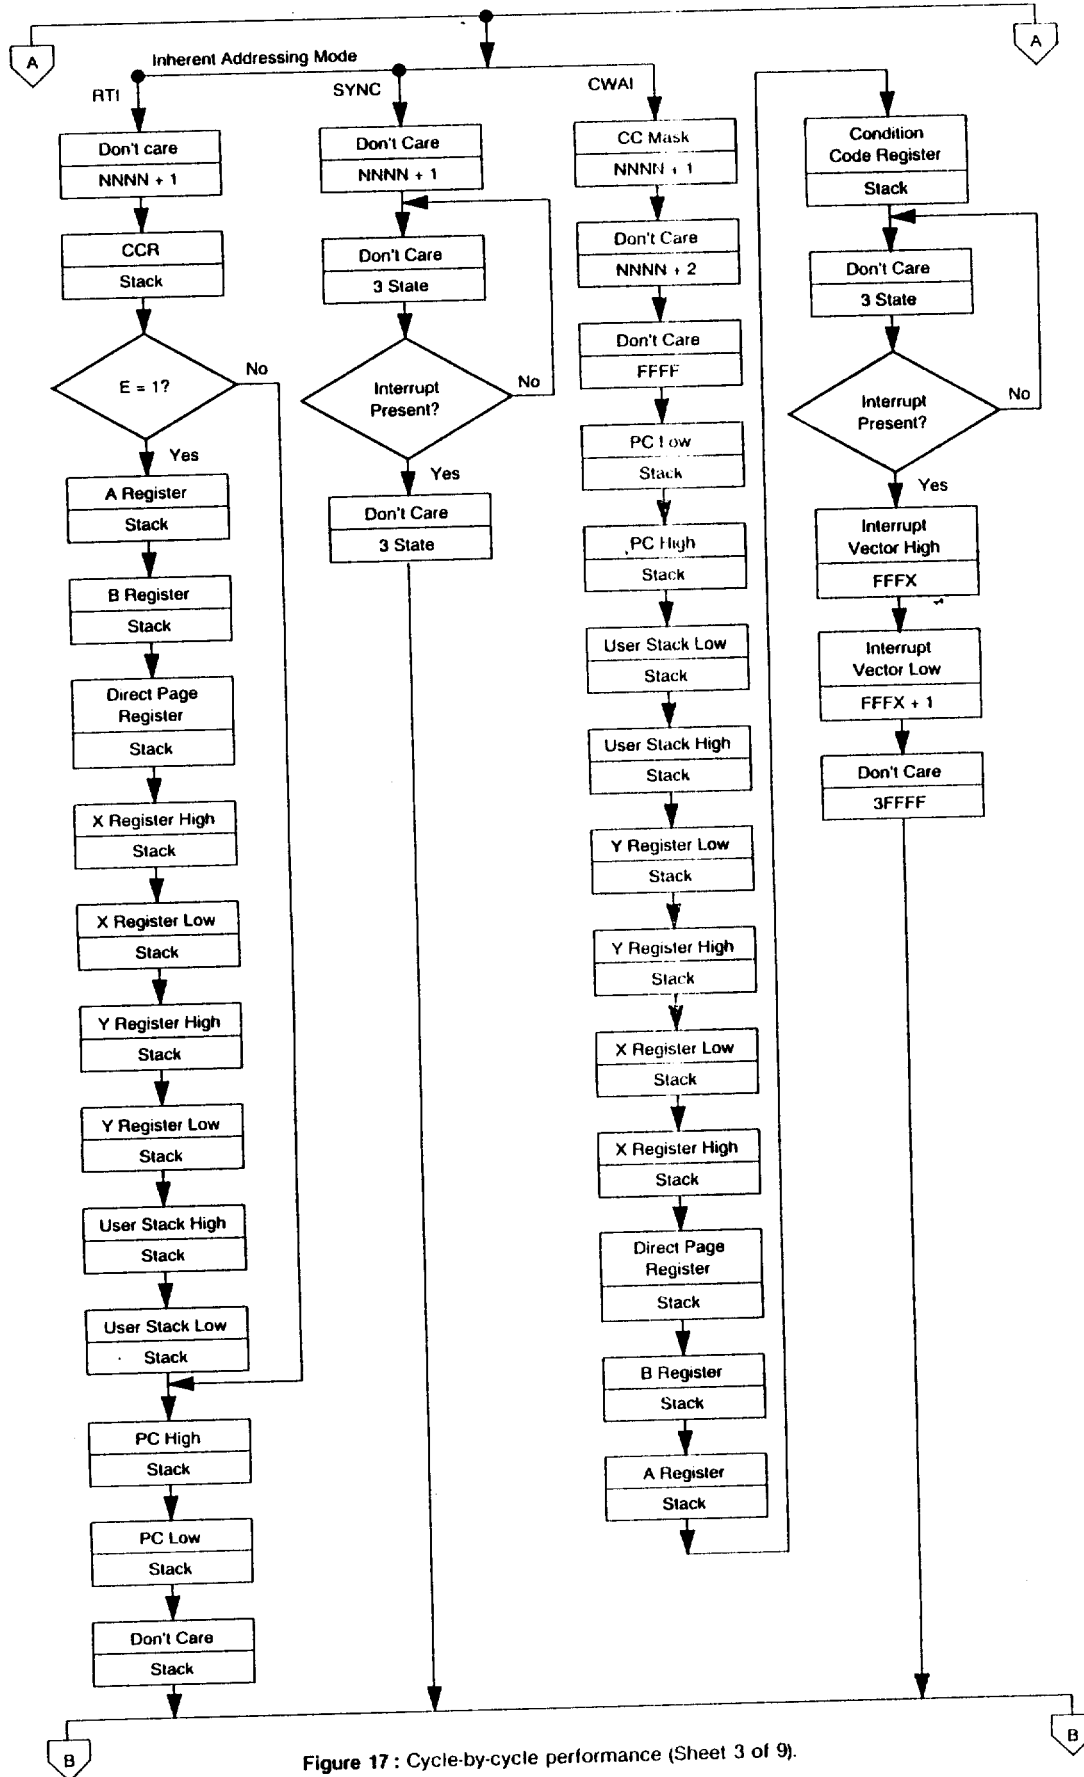 A
A
Inherent Addressing Mode
RTI
SYNC
CWAI
Don't care
NNNN + 1
CCR
Stack
E = 1?
No
Yes
A Register
Stack
B Register
Stack
Direct Page
Register
Stack
X Register High
Stack
X Register Low
Stack
Y Register High
Stack
Y Register Low
Stack
User Stack High
Stack
User Stack Low
Stack
PC High
Stack
PC Low
Stack
Don't Care
Stack
Don't Care
NNNN + 1
Don't Care
3 State
Interrupt
Present?
No
Yes
Don't Care
3 State
CC Mask
NNNN + 1
Don't Care
NNNN + 2
Don't Care
FFFF
PC Low
Stack
PC High
Stack
User Stack Low
Stack
User Stack High
Stack
Y Register Low
Stack
Y Register High
Stack
X Register Low
Stack
X Register High
Stack
Direct Page
Register
Stack
B Register
Stack
A Register
Stack
Condition
Code Register
Stack
Don't Care
3 State
Interrupt
Present?
No
Yes
Interrupt
Vector High
FFFX
Interrupt
Vector Low
FFFX + 1
Don't Care
3FFFF
B
B
Figure 17 : Cycle-by-cycle performance (Sheet 3 of 9).